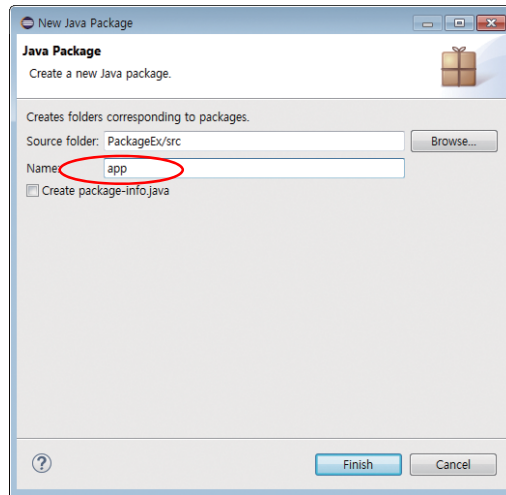 New Java Package
Java Package
Create a new Java package.
Creates folders corresponding to packages.
Source folder: PackageEx/src Browse...
Name: app
Create package-info.java
? Finish Cancel